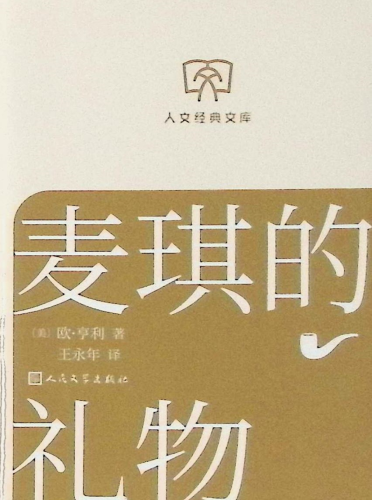 人文经典文库
麦琪的
〔美〕欧·亨利 著
王永年 译
人民文学出版社
礼物